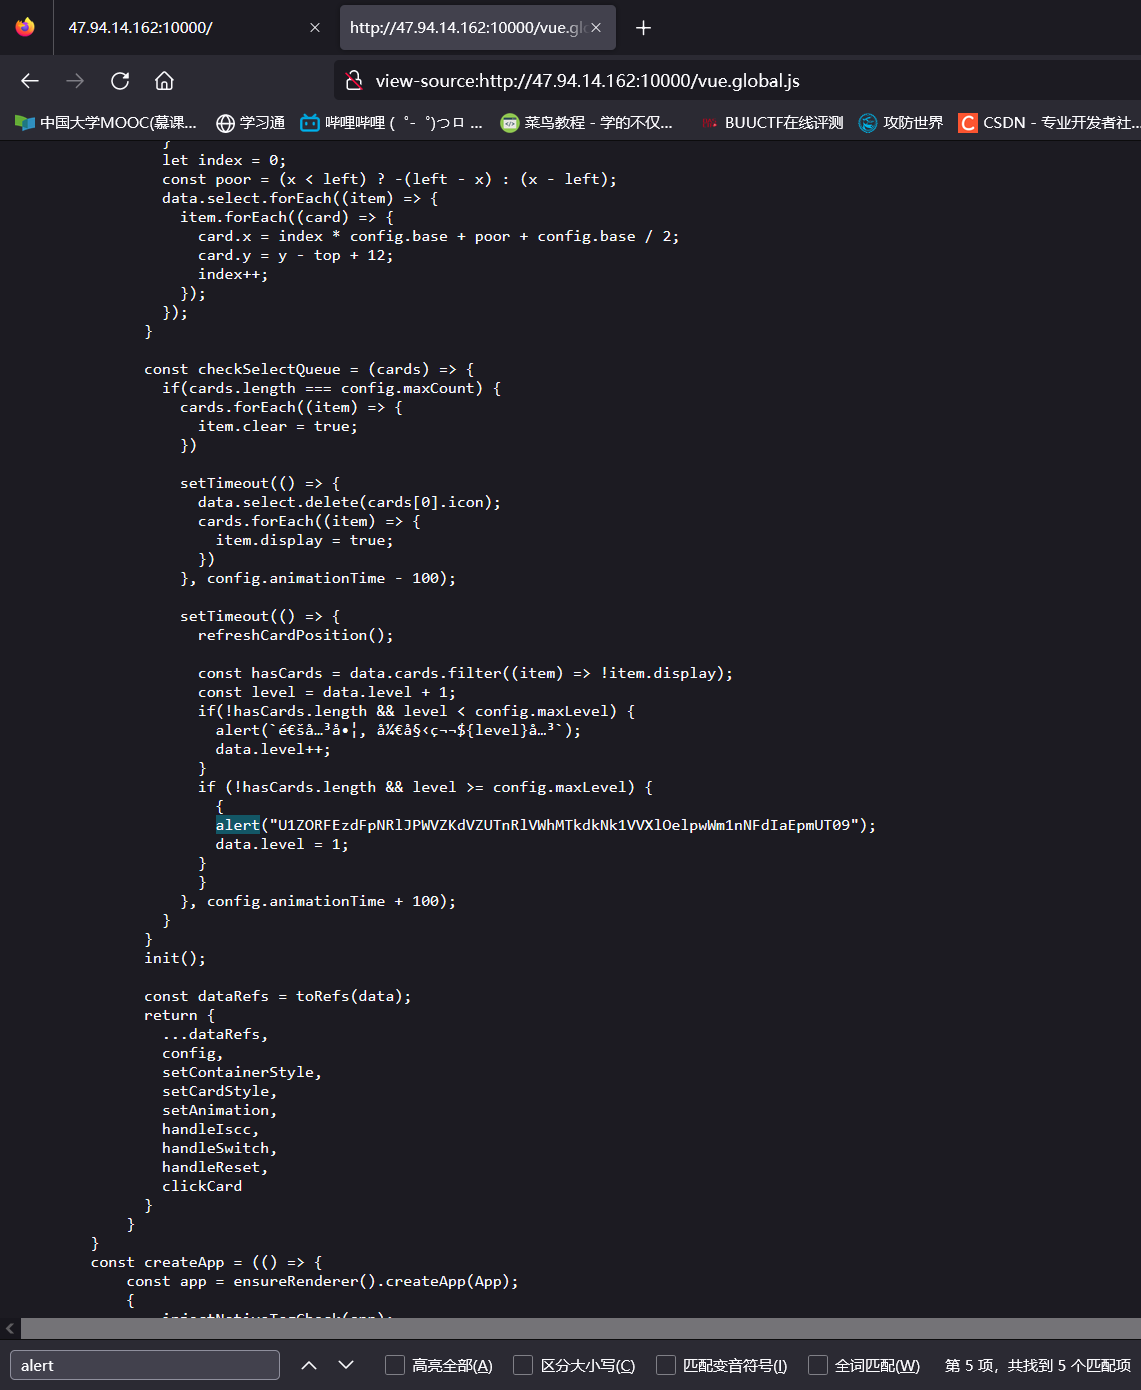 47.94.14.162:10000/
http://47.94.14.162:10000/vue.gl
view-source:http://47.94.14.162:10000/vue.global.js
中国大学MOOC(慕课...
学习通
哔哩哔哩 ( ゜- ゜)つロ ...
菜鸟教程 - 学的不仅...
BUUCTF在线评测
攻防世界
CSDN - 专业开发者社...
}
let index = 0;
const poor = (x < left) ? -(left - x) : (x - left);
data.select.forEach((item) => {
item.forEach((card) => {
card.x = index * config.base + poor + config.base / 2;
card.y = y - top + 12;
index++;
});
});
}
const checkSelectQueue = (cards) => {
if(cards.length === config.maxCount) {
cards.forEach((item) => {
item.clear = true;
})
setTimeout(() => {
data.select.delete(cards[0].icon);
cards.forEach((item) => {
item.display = true;
})
}, config.animationTime - 100);
setTimeout(() => {
refreshCardPosition();
const hasCards = data.cards.filter((item) => !item.display);
const level = data.level + 1;
if(!hasCards.length && level < config.maxLevel) {
alert(`é€šå…³å•¦, å¼€å§‹ç¬¬${level}å…³`);
data.level++;
}
if (!hasCards.length && level >= config.maxLevel) {
{
alert("U1ZORFEzdFpNRlJPWVZKdVZUTnRlVWhMTkdkNk1VVXlOelpwWm1nNFdIaEpmUT09");
data.level = 1;
}
}
}, config.animationTime + 100);
}
}
init();
const dataRefs = toRefs(data);
return {
...dataRefs,
config,
setContainerStyle,
setCardStyle,
setAnimation,
handleIscc,
handleSwitch,
handleReset,
clickCard
}
}
}
const createApp = (() => {
const app = ensureRenderer().createApp(App);
{
injectNativeTagCheck(app);
alert
高亮全部(A)
区分大小写(C)
匹配变音符号(I)
全词匹配(W)
第 5 项，共找到 5 个匹配项